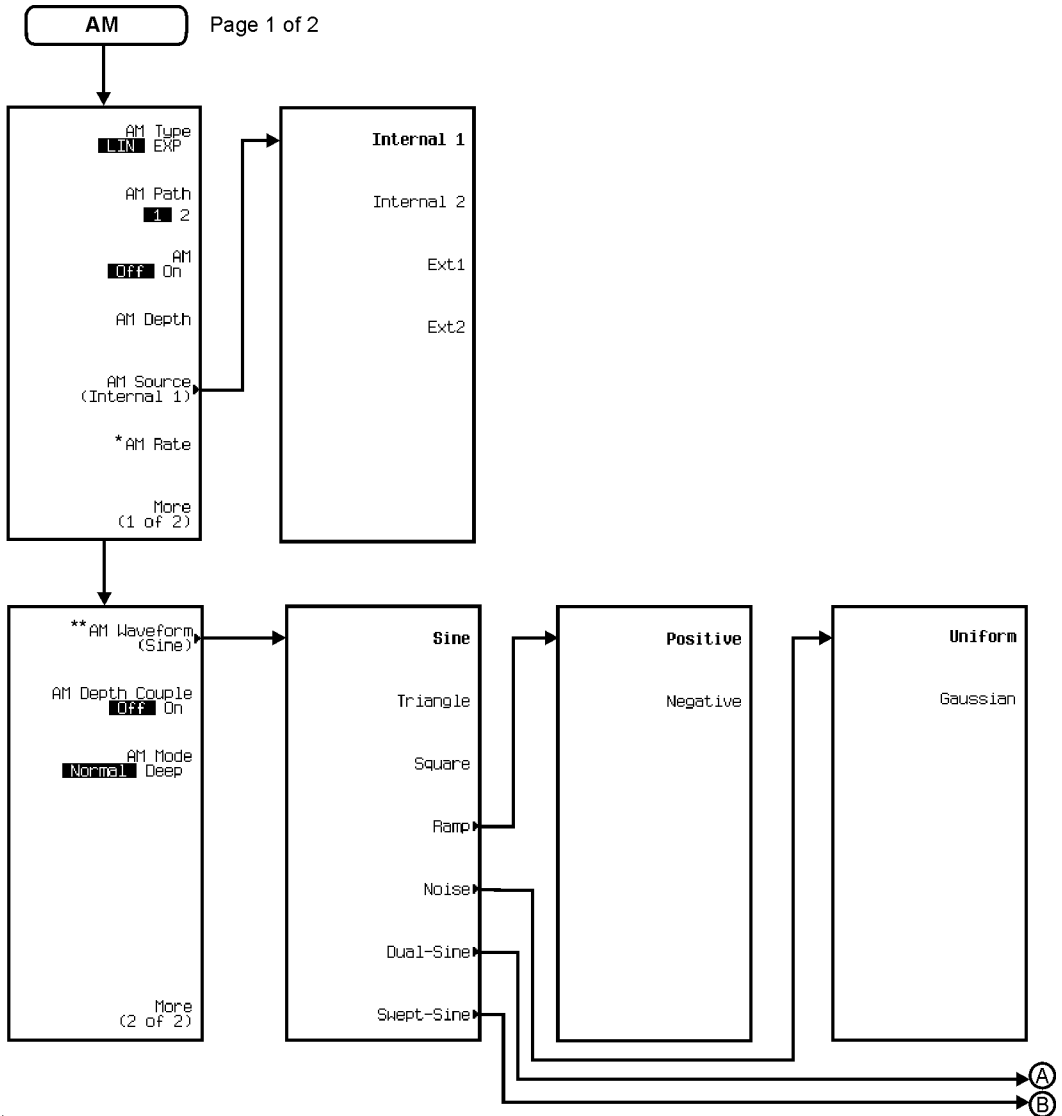 AM
Page 1 of 2
AM Type
LIN EXP
AM Path
1 2
AM
Off On
AM Depth
AM Source
(Internal 1)
*AM Rate
More
(1 of 2)
Internal 1
Internal 2
Ext1
Ext2
**AM Waveform
(Sine)
AM Depth Couple
Off On
AM Mode
Normal Deep
More
(2 of 2)
Sine
Triangle
Square
Ramp
Noise
Dual-Sine
Swept-Sine
Positive
Negative
Uniform
Gaussian
A
B